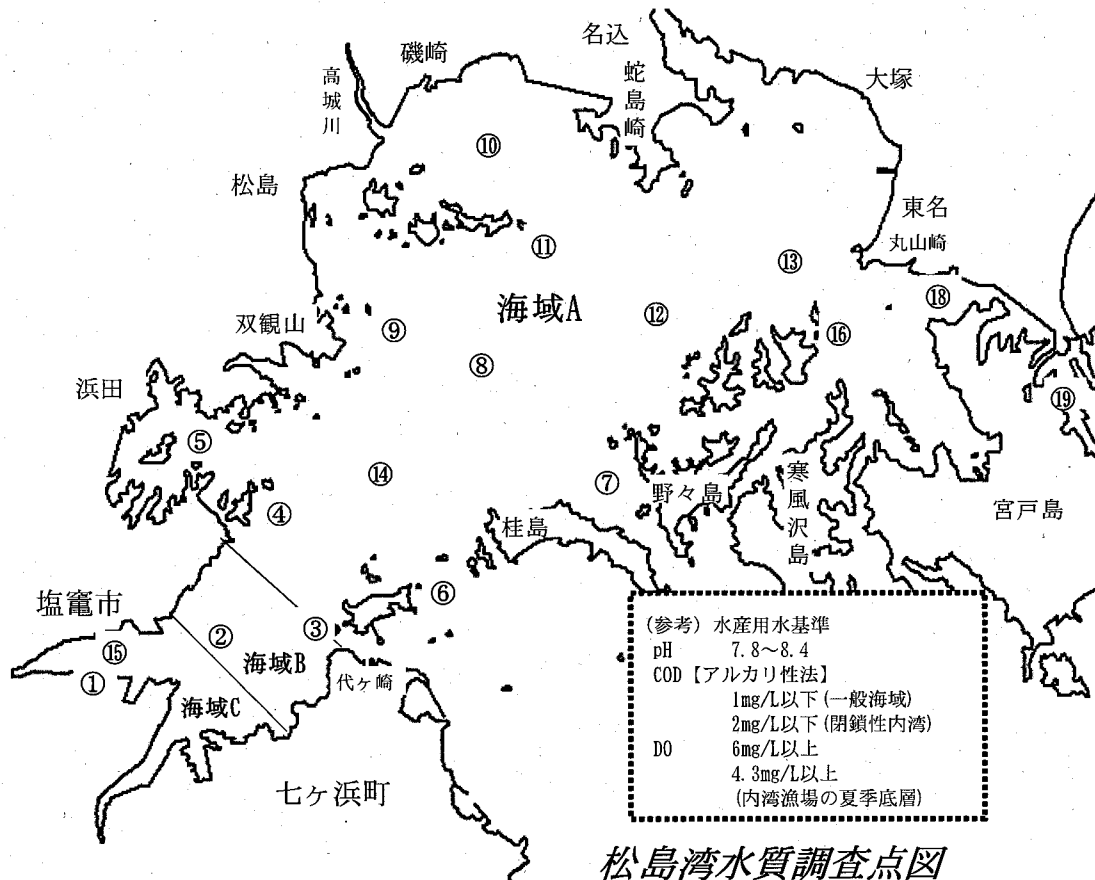 名込
磯崎
高城川
蛇島崎
大塚
⑩
松島
東名
丸山崎
⑪
⑬
⑱
海域A
双観山
⑨
⑫
⑯
⑧
浜田
⑲
⑤
⑭
⑦
野々島
寒風沢島
宮戸島
④
桂島
⑥
塩竈市
②
③
⑮
海域B
①
代ヶ崎
海域C
七ヶ浜町
(参考) 水産用水基準
pH 7.8～8.4
COD【アルカリ性法】
1mg/L以下(一般海域)
2mg/L以下(閉鎖性内湾)
DO 6mg/L以上
4.3mg/L以上
(内湾漁場の夏季底層)
松島湾水質調査点図